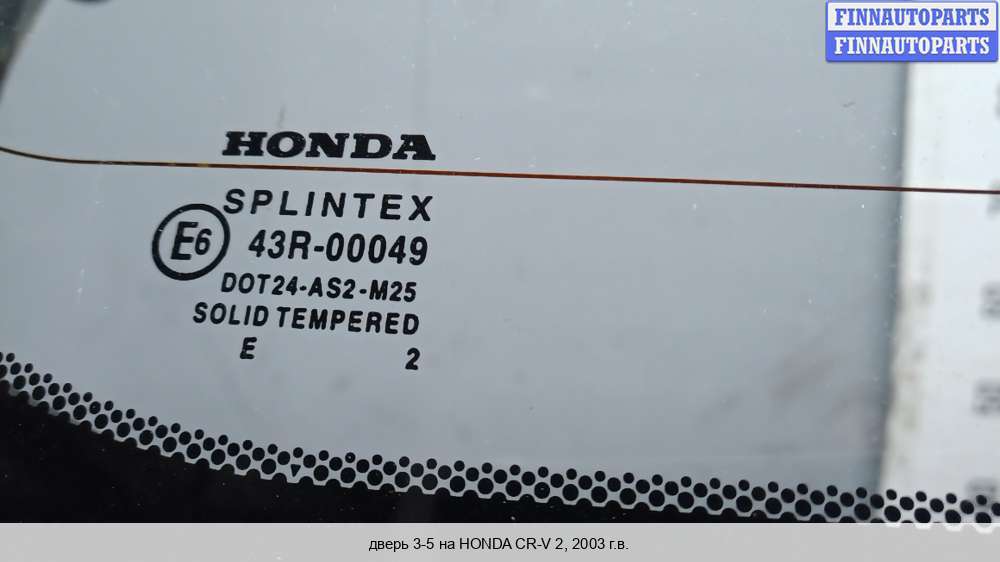 FINNAUTOPARTS
FINNAUTOPARTS
HONDA
SPLINTEX
E6 43R-00049
DOT24-AS2-M25
SOLID TEMPERED
E 2
дверь 3-5 на HONDA CR-V 2, 2003 г.в.